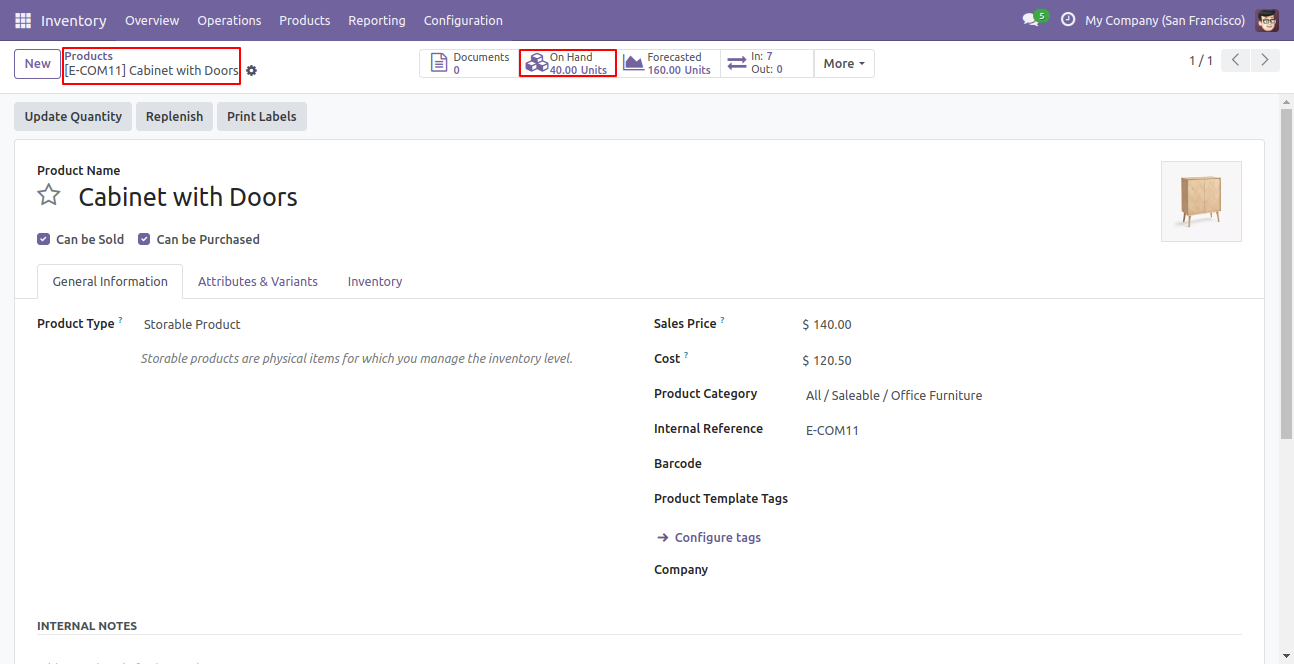 Inventory Overview Operations Products Reporting Configuration 5 My Company (San Francisco)
New
Products
[E-COM11] Cabinet with Doors
Documents
0
On Hand
40.00 Units
Forecasted
160.00 Units
In: 7
Out: 0
More
1 / 1
Update Quantity Replenish Print Labels
Product Name
Cabinet with Doors
Can be Sold Can be Purchased
General Information Attributes & Variants Inventory
Product Type ? Storable Product
Storable products are physical items for which you manage the inventory level.
Sales Price ? $ 140.00
Cost ? $ 120.50
Product Category All / Saleable / Office Furniture
Internal Reference E-COM11
Barcode
Product Template Tags
Configure tags
Company
INTERNAL NOTES